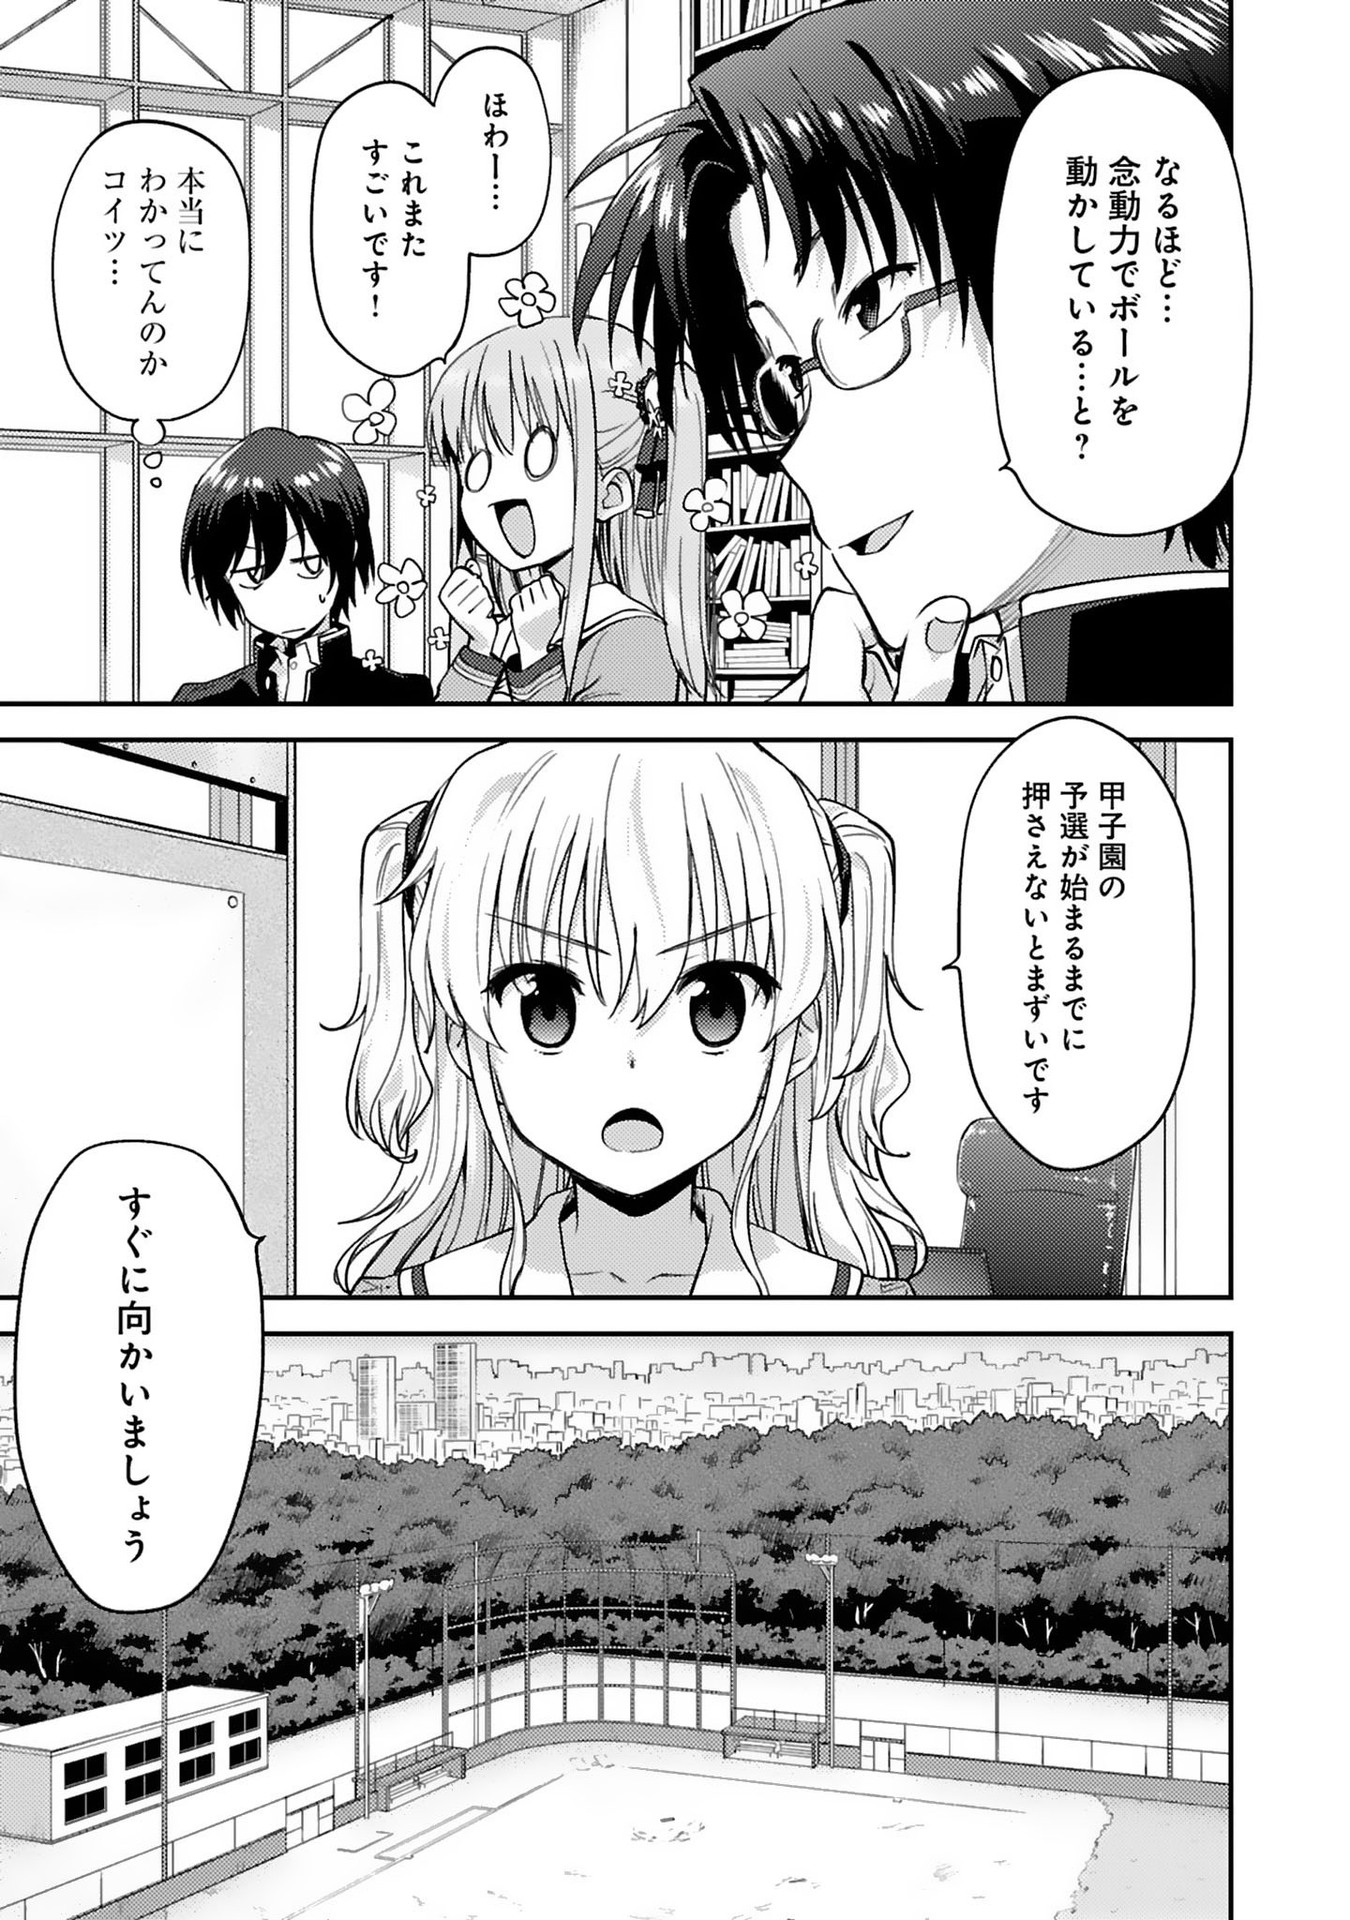 なるほど…
念動力でボールを
動かしている…と?
ほわー…
これまた
すごいです!
本当に
わかってんのか
コイツ…
甲子園の
予選が始まるまでに
押さえないとまずいです
すぐに向かいましょう